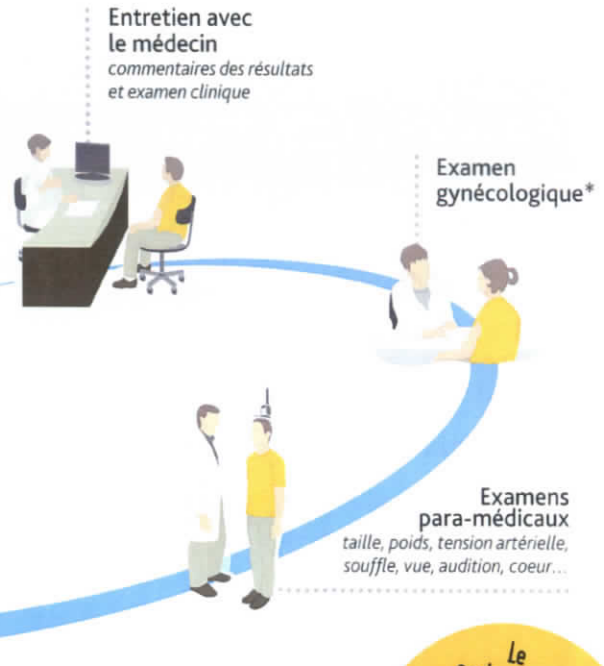 Entretien avec
le médecin
commentaires des résultats
et examen clinique
Examen
gynécologique*
Examens
para-médicaux
taille, poids, tension artérielle,
souffle, vue, audition, coeur...
Le